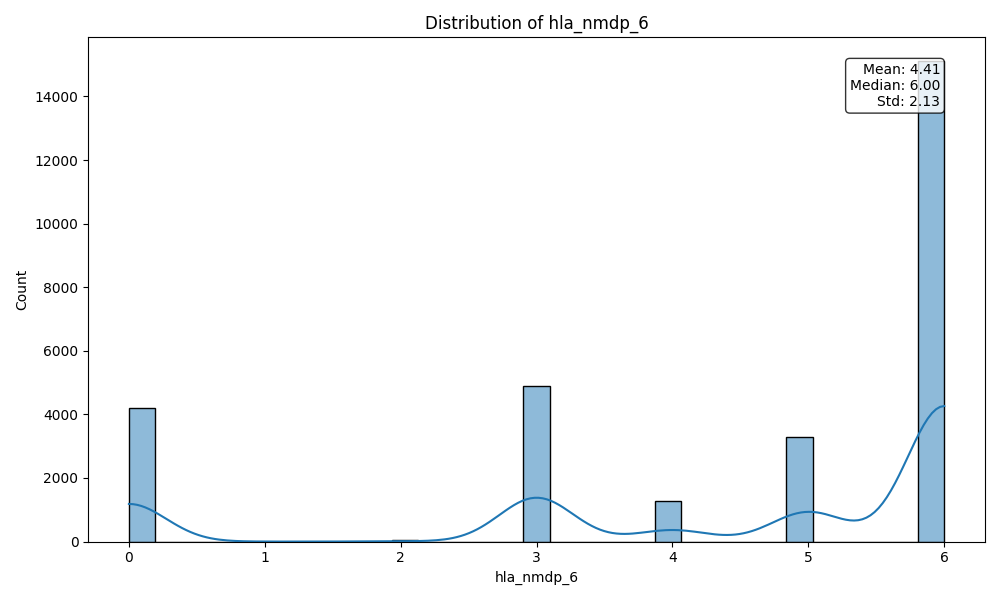 Distribution of hla_nmdp_6
Mean: 4.41
Median: 6.00
Std: 2.13
14000
12000
10000
8000
6000
4000
2000
0
Count
0 1 2 3 4 5 6
hla_nmdp_6